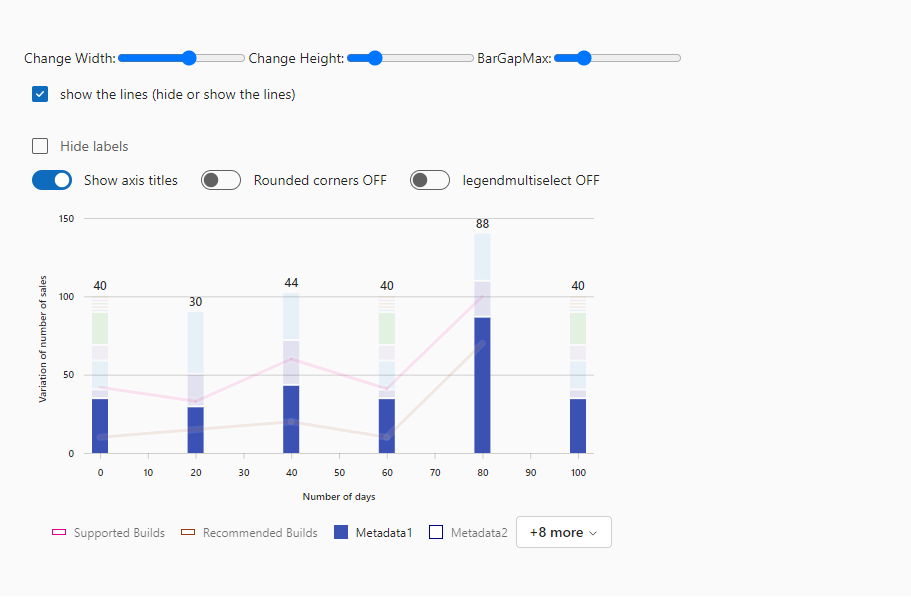 Change Width: Change Height: BarGapMax:
show the lines (hide or show the lines)
Hide labels
Show axis titles Rounded corners OFF legendmultiselect OFF
150
88
100
40 30 44 40 40
50
0
Variation of number of sales
0 10 20 30 40 50 60 70 80 90 100
Number of days
Supported Builds Recommended Builds Metadata1 Metadata2 +8 more